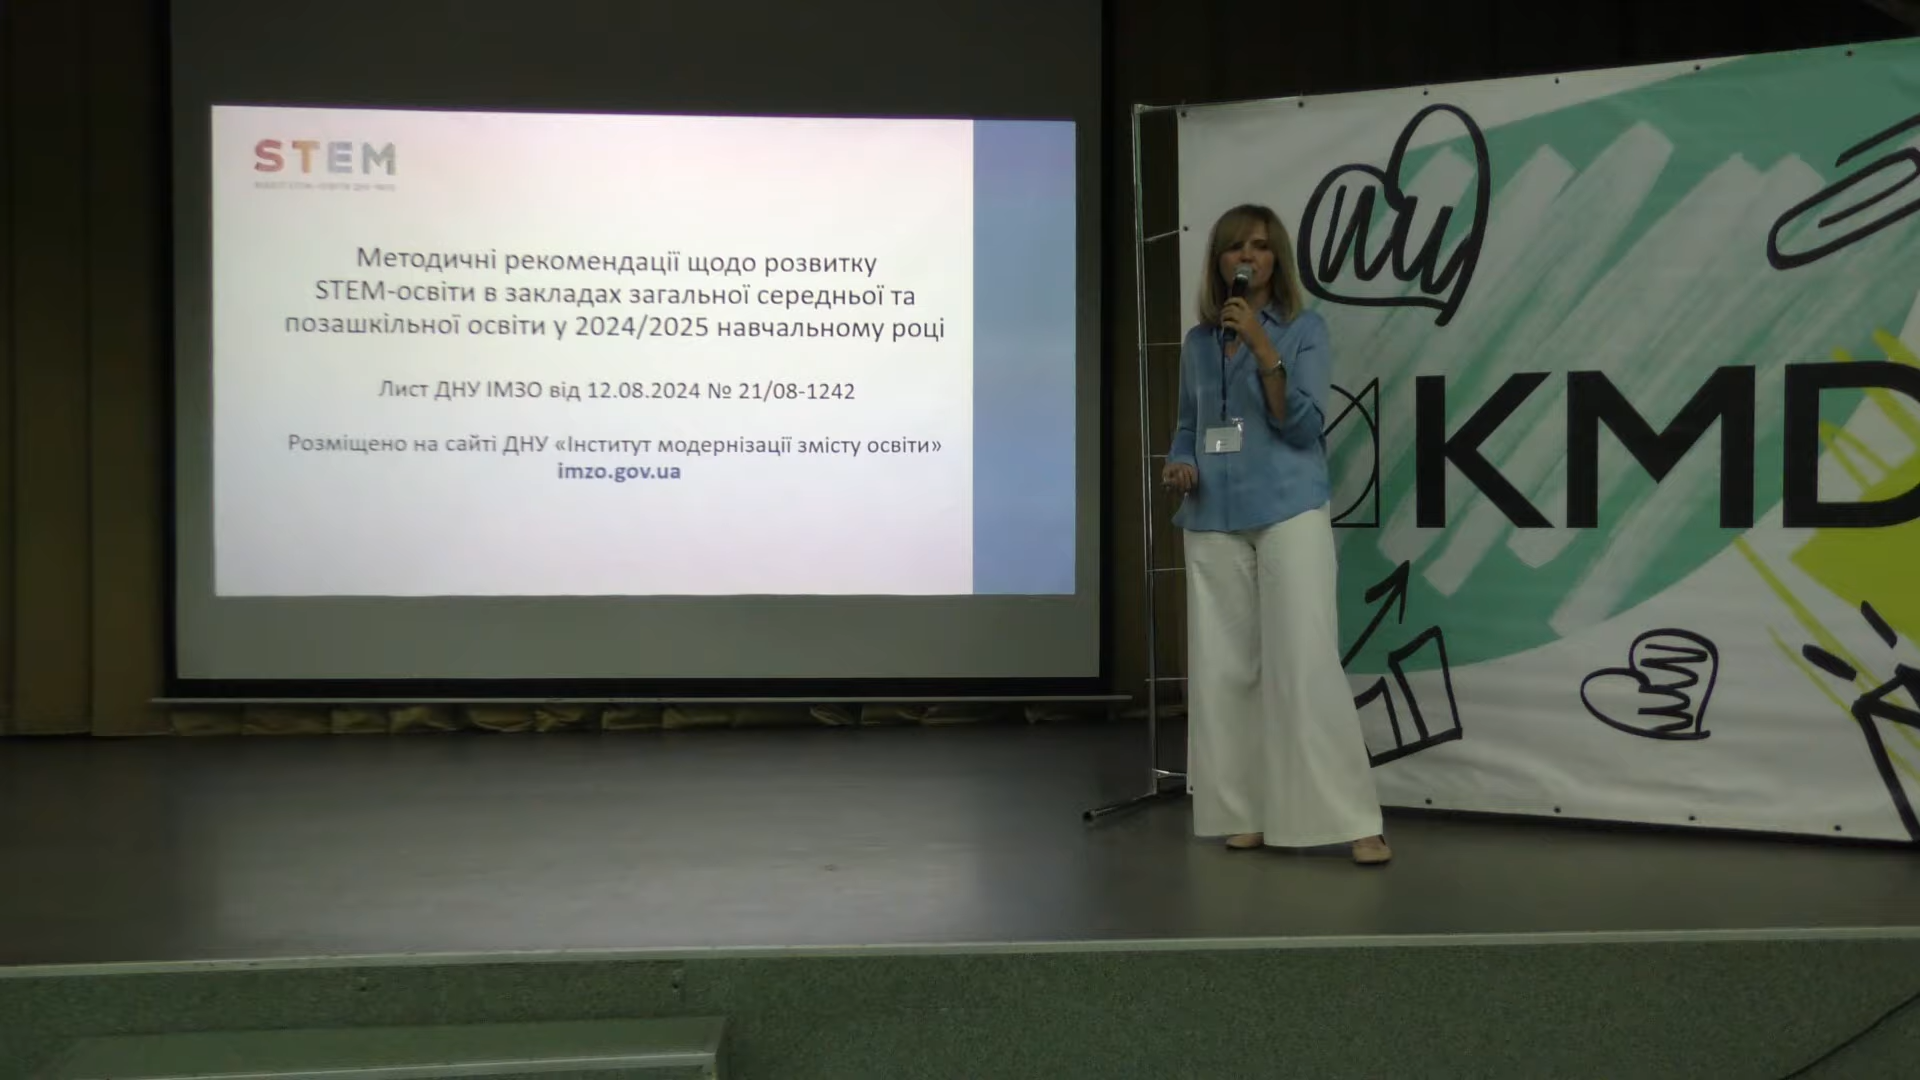 STEM
Методичні рекомендації щодо розвитку
STEM-освіти в закладах загальної середньої та
позашкільної освіти у 2024/2025 навчальному році
Лист ДНУ ІМЗО від 12.08.2024 № 21/08-1242
Розміщено на сайті ДНУ «Інститут модернізації змісту освіти»
imzo.gov.ua
KMD